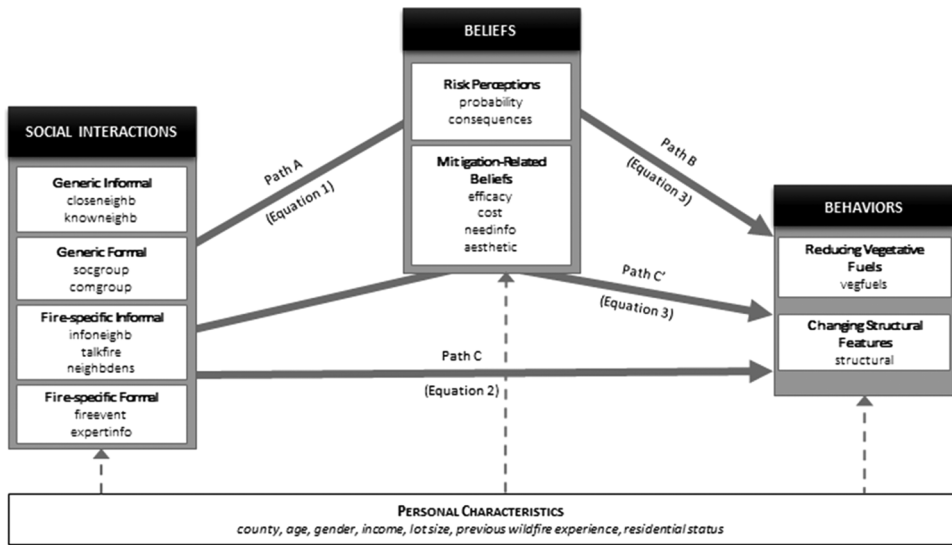 BELIEFS
Risk Perceptions
probability
consequences
Mitigation-Related
Beliefs
efficacy
cost
needinfo
aesthetic
SOCIAL INTERACTIONS
Generic Informal
closeneighb
knowneighb
Generic Formal
socgroup
comgroup
Fire-specific Informal
infoneighb
talkfire
neighbdens
Fire-specific Formal
fireevent
expertinfo
Path A
(Equation 1)
Path B
(Equation 3)
Path C'
(Equation 3)
Path C
(Equation 2)
BEHAVIORS
Reducing Vegetative
Fuels
vegfuels
Changing Structural
Features
structural
PERSONAL CHARACTERISTICS
county, age, gender, income, lot size, previous wildfire experience, residential status